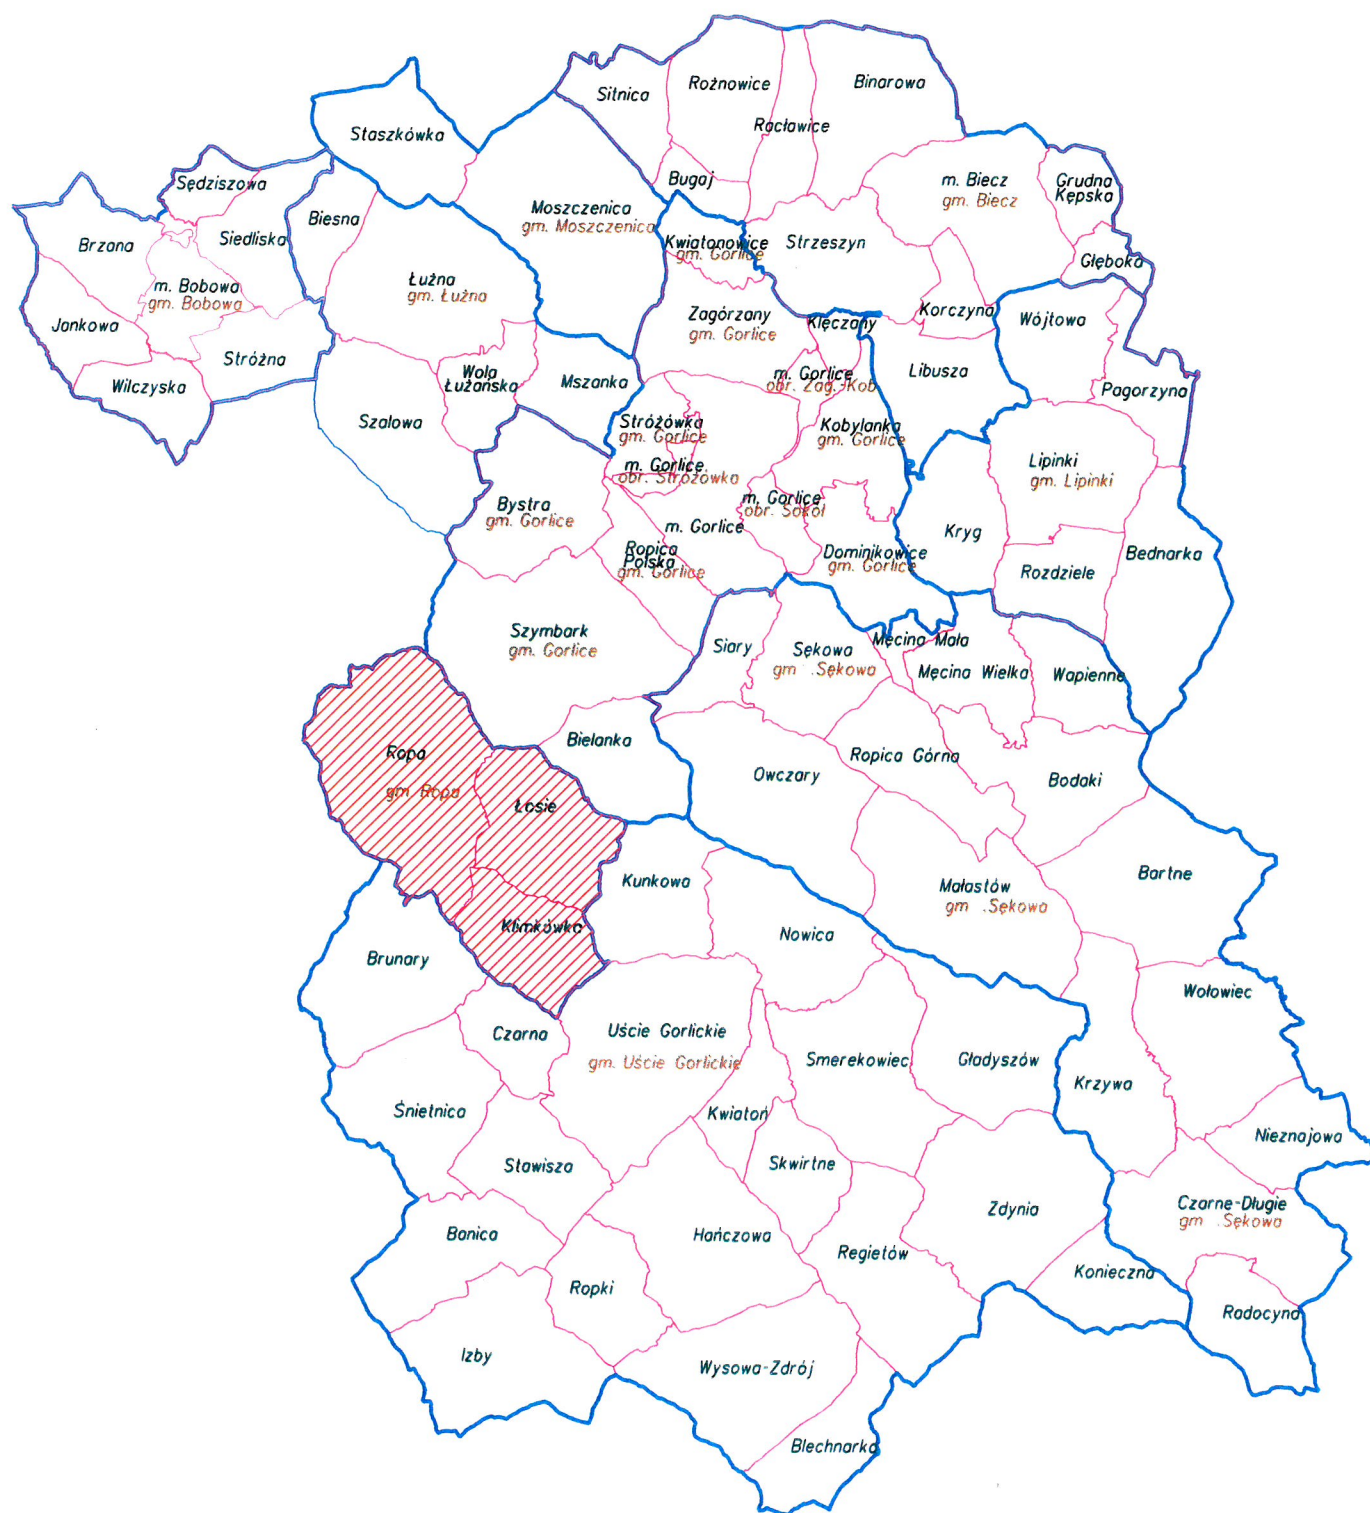 Sitnica
Rożnowice
Binarowa
Racławice
Staszkówka
Bugaj
m. Biecz
gm. Biecz
Grudna
Kępska
Sędziszowa
Biesna
Moszczenica
gm. Moszczenica
Siedliska
Brzana
Kwiatonowice
gm. Gorlice
Strzeszyn
Głęboka
m. Bobowa
gm. Bobowa
Łużna
gm. Łużna
Zagórzany
gm. Gorlice
Klęczany
Korczyna
Wójtowa
Jankowa
Stróżna
Wilczyska
Wola
Łużańska
Mszanka
m. Gorlice
obr. Zag.-Kob.
Libusza
Pagorzyna
Szalowa
Stróżówka
gm. Gorlice
Kobylanka
gm. Gorlice
m. Gorlice
obr. Stróżówka
Lipinki
gm. Lipinki
Bystra
gm. Gorlice
m. Gorlice
obr. Sokół
m. Gorlice
Kryg
Ropica
Polska
gm. Gorlice
Dominikowice
gm. Gorlice
Bednarka
Rozdziele
Szymbark
gm. Gorlice
Siary
Sękowa
gm .Sękowa
Męcina Mała
Męcina Wielka
Wapienne
Bielanka
Ropa
gm. Ropa
Owczary
Ropica Górna
Bodaki
Łosie
Kunkowa
Małastów
gm .Sękowa
Bartne
Klimkówka
Nowica
Brunary
Wołowiec
Czarna
Uście Gorlickie
gm. Uście Gorlickie
Smerekowiec
Gładyszów
Krzywa
Śnietnica
Kwiatoń
Nieznajowa
Stawisza
Skwirtne
Zdynia
Czarne-Długie
gm .Sękowa
Banica
Hańczowa
Regietów
Konieczna
Ropki
Radocyna
Izby
Wysowa-Zdrój
Blechnarka